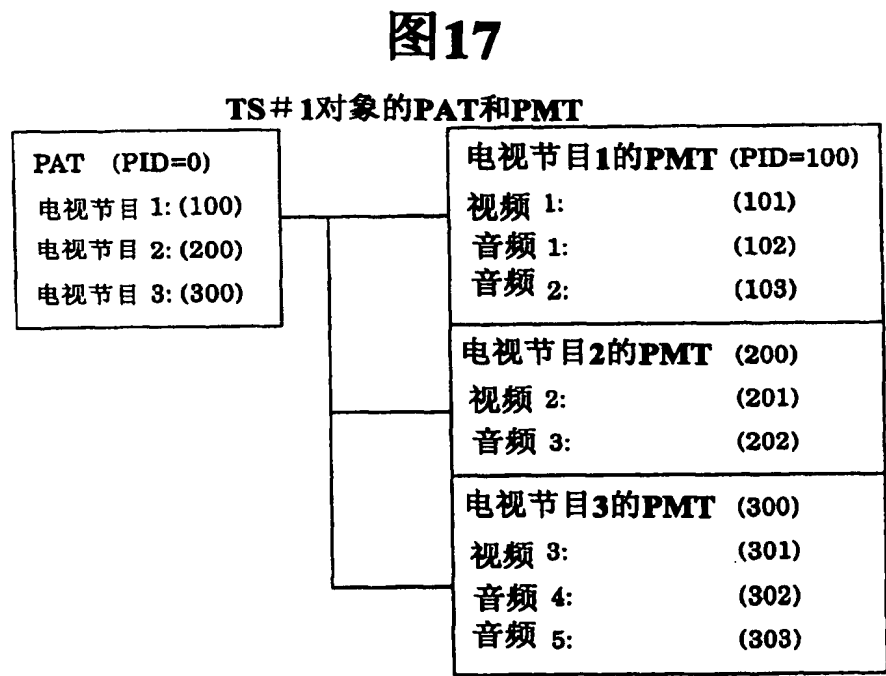 图17
TS#1对象的PAT和PMT
PAT (PID=0)
电视节目 1: (100)
电视节目 2: (200)
电视节目 3: (300)
电视节目1的PMT (PID=100)
视频 1: (101)
音频 1: (102)
音频 2: (103)
电视节目2的PMT (200)
视频 2: (201)
音频 3: (202)
电视节目3的PMT (300)
视频 3: (301)
音频 4: (302)
音频 5: (303)